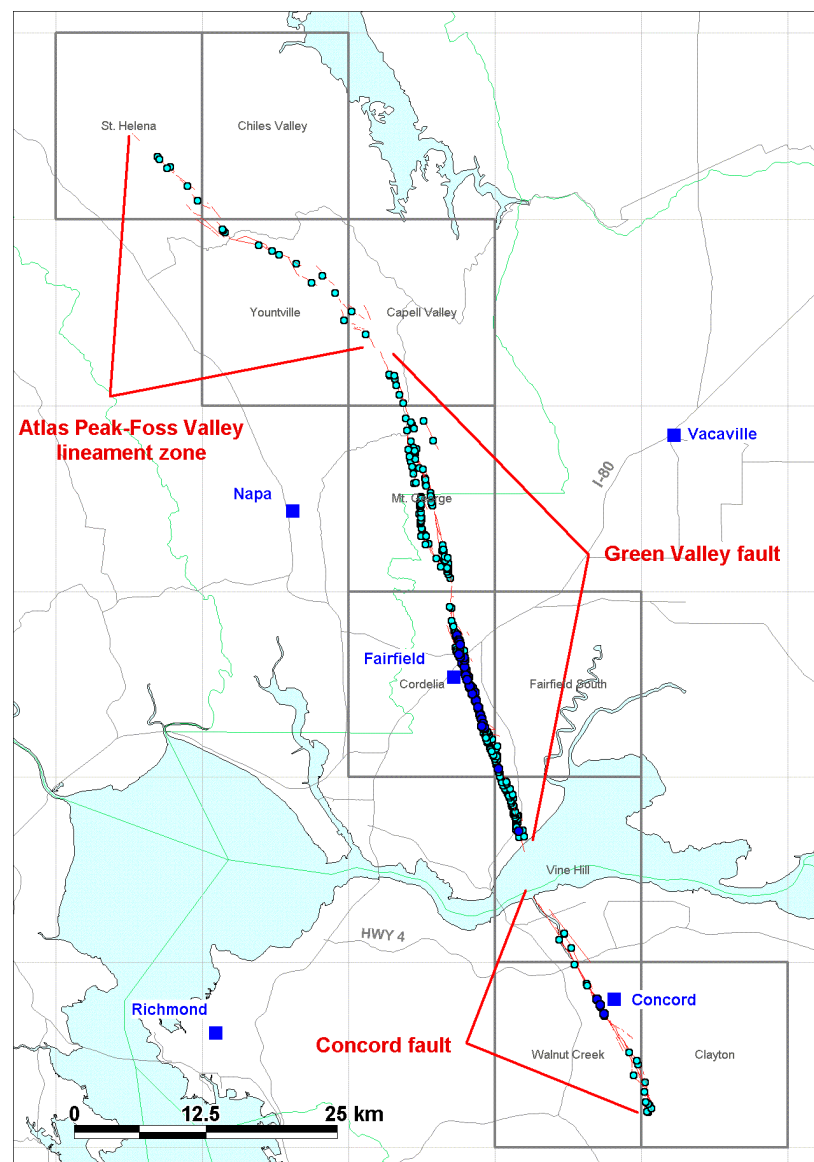 St. Helena
Chiles Valley
Yountville
Capell Valley
Atlas Peak-Foss Valley
lineament zone
Vacaville
I-80
Napa
Mt. George
Green Valley fault
Fairfield
Cordelia
Fairfield South
Vine Hill
HWY 4
Richmond
Concord
Concord fault
Walnut Creek
Clayton
0 12.5 25 km